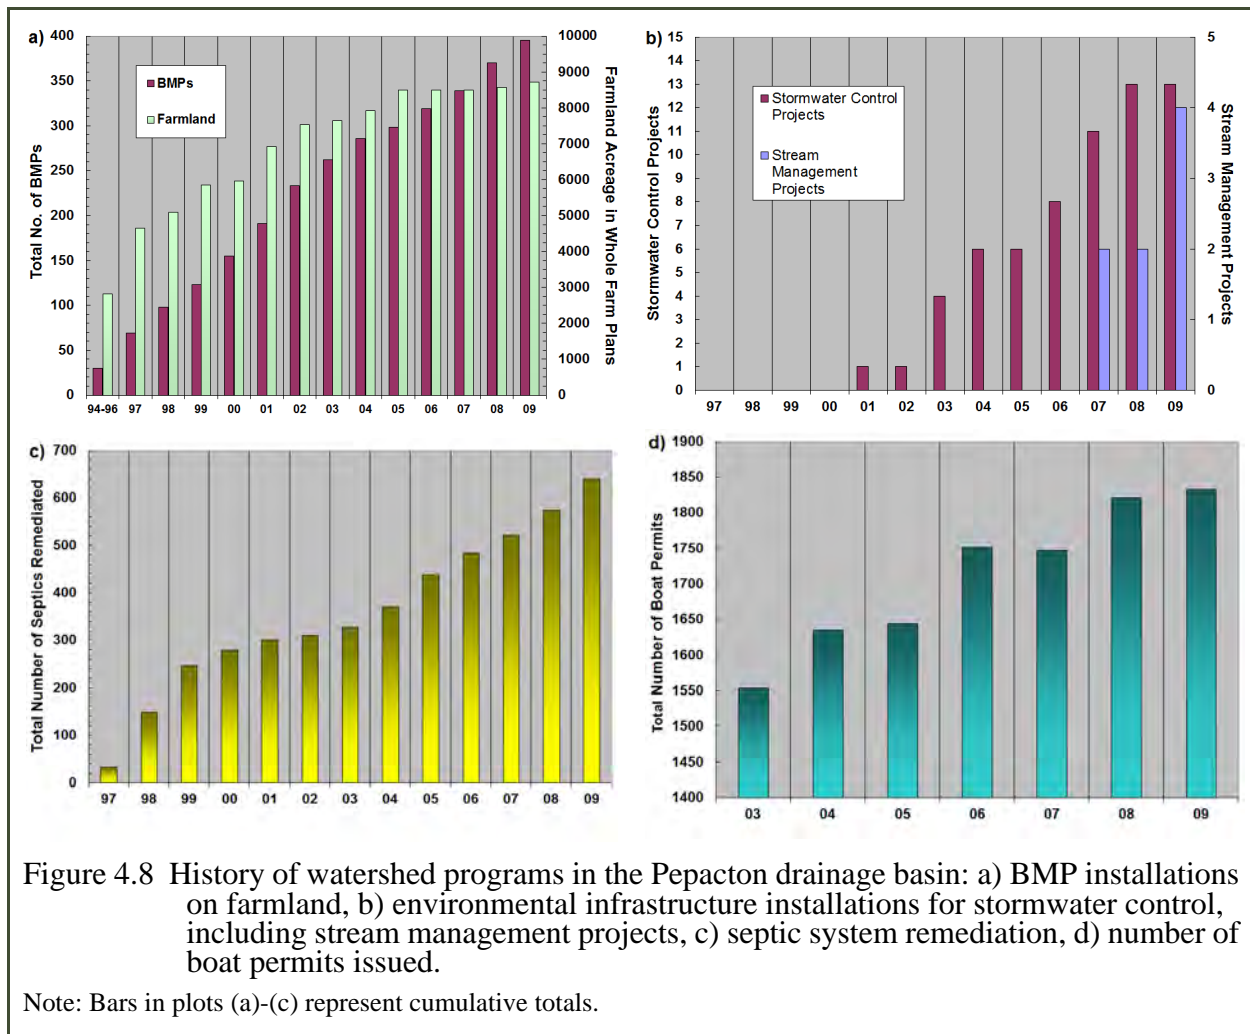 a)
400
350
300
250
200
150
100
50
0
Total No. of BMPs
BMPs
Farmland
10000
9000
8000
7000
6000
5000
4000
3000
2000
1000
0
Farmland Acreage in Whole Farm Plans
94-96 97 98 99 00 01 02 03 04 05 06 07 08 09
b)
15
14
13
12
11
10
9
8
7
6
5
4
3
2
1
0
Stormwater Control Projects
Stormwater Control
Projects
Stream
Management
Projects
5
4
3
2
1
0
Stream Management Projects
97 98 99 00 01 02 03 04 05 06 07 08 09
c)
700
600
500
400
300
200
100
0
Total Number of Septics Remediated
97 98 99 00 01 02 03 04 05 06 07 08 09
d)
1900
1850
1800
1750
1700
1650
1600
1550
1500
1450
1400
Total Number of Boat Permits
03 04 05 06 07 08 09
Figure 4.8 History of watershed programs in the Pepacton drainage basin: a) BMP installations
on farmland, b) environmental infrastructure installations for stormwater control,
including stream management projects, c) septic system remediation, d) number of
boat permits issued.
Note: Bars in plots (a)-(c) represent cumulative totals.